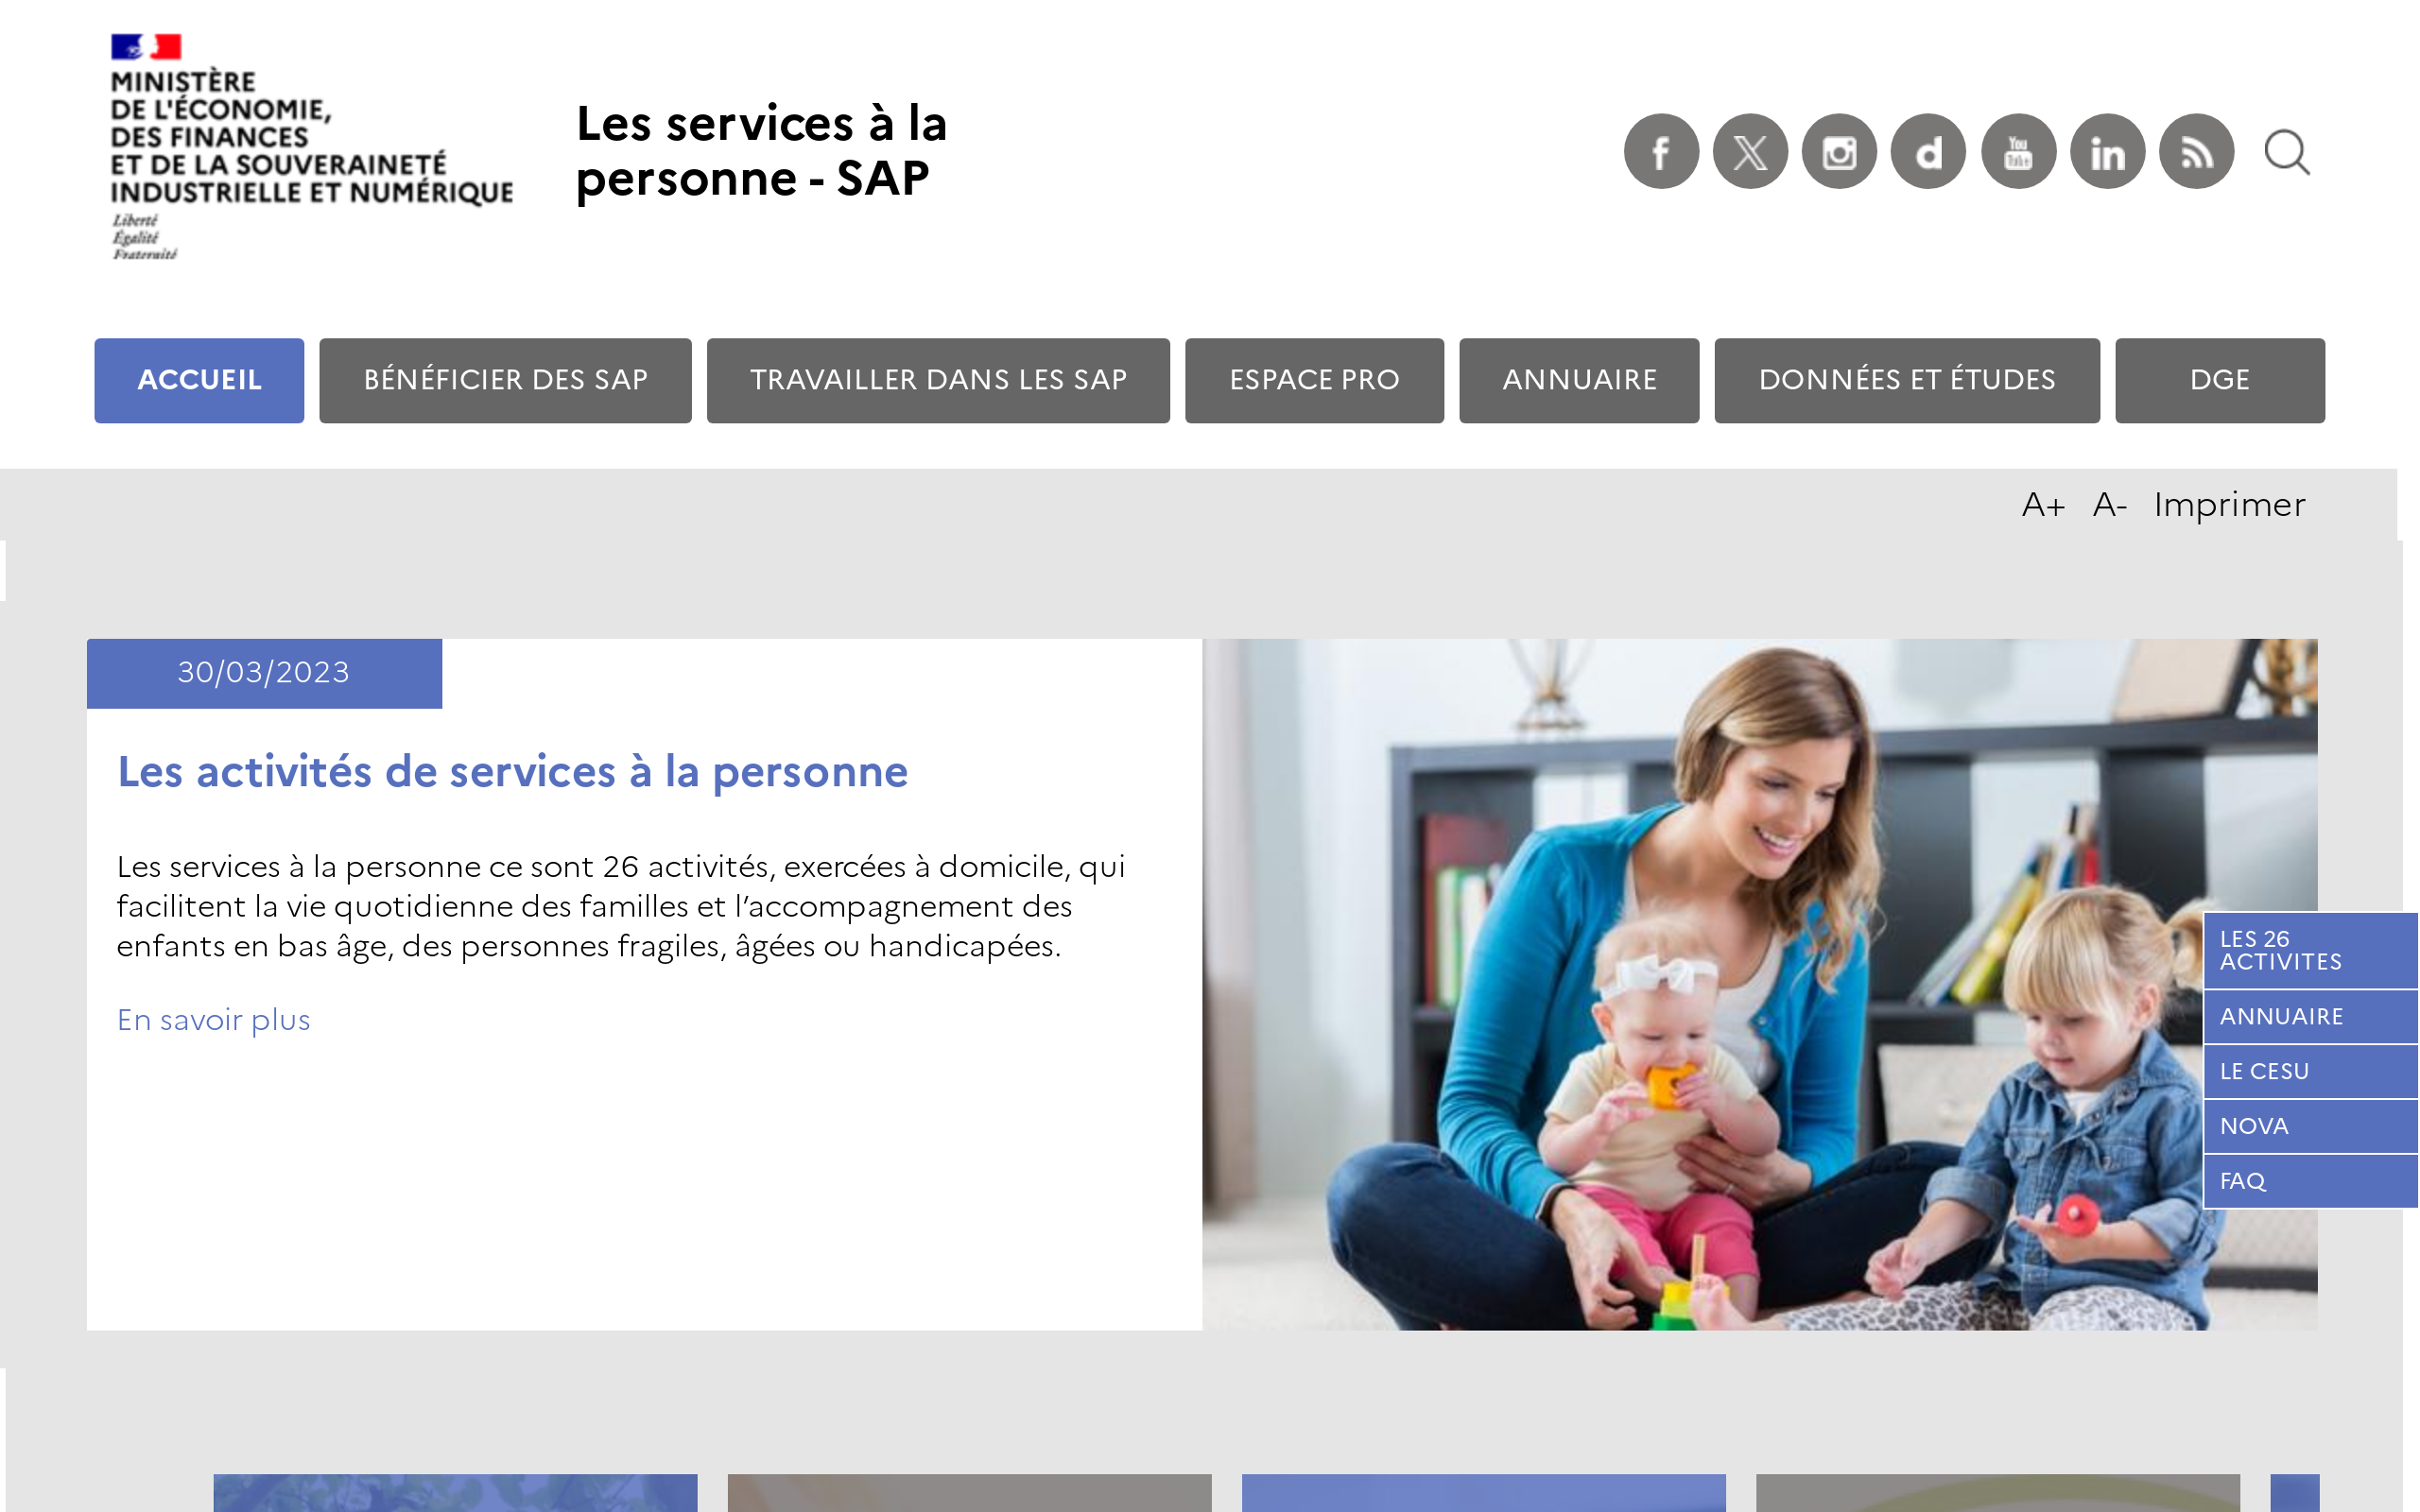 MINISTÈRE
DE L'ÉCONOMIE,
DES FINANCES
ET DE LA SOUVERAINETÉ
INDUSTRIELLE ET NUMÉRIQUE
Liberté
Égalité
Fraternité
Les services à la
personne - SAP
You
Tube
ACCUEIL
BÉNÉFICIER DES SAP
TRAVAILLER DANS LES SAP
ESPACE PRO
ANNUAIRE
DONNÉES ET ÉTUDES
DGE
A+ A- Imprimer
30/03/2023
Les activités de services à la personne
Les services à la personne ce sont 26 activités, exercées à domicile, qui
facilitent la vie quotidienne des familles et l’accompagnement des
enfants en bas âge, des personnes fragiles, âgées ou handicapées.
En savoir plus
LES 26
ACTIVITES
ANNUAIRE
LE CESU
NOVA
FAQ